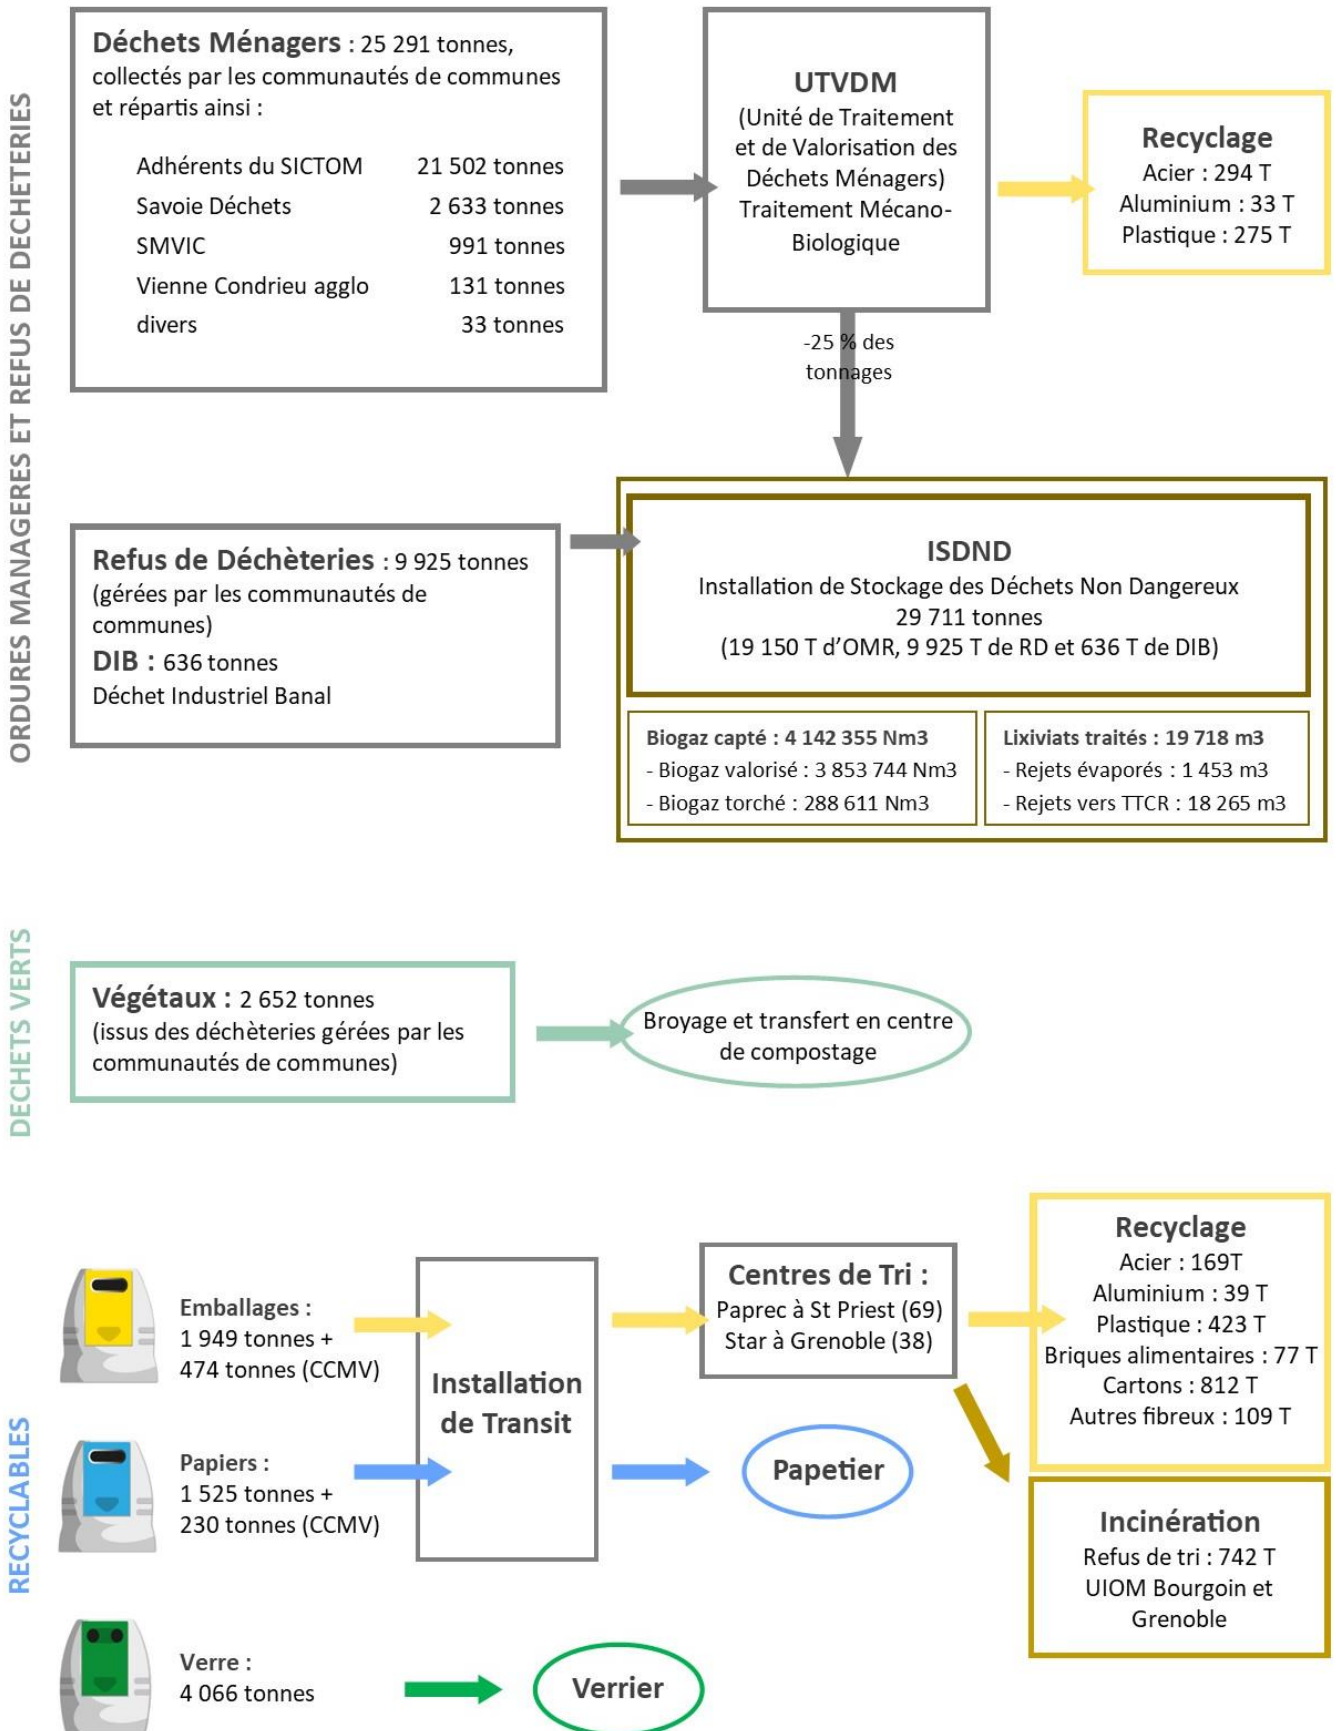 ORDURES MANAGERES ET REFUS DE DECHETERIES
Déchets Ménagers : 25 291 tonnes,
collectés par les communautés de communes
et répartis ainsi :
Adhérents du SICTOM 21 502 tonnes
Savoie Déchets 2 633 tonnes
SMVIC 991 tonnes
Vienne Condrieu agglo 131 tonnes
divers 33 tonnes
UTVDM
(Unité de Traitement
et de Valorisation des
Déchets Ménagers)
Traitement Mécano-
Biologique
Recyclage
Acier : 294 T
Aluminium : 33 T
Plastique : 275 T
-25 % des
tonnages
Refus de Déchèteries : 9 925 tonnes
(gérées par les communautés de
communes)
DIB : 636 tonnes
Déchet Industriel Banal
ISDND
Installation de Stockage des Déchets Non Dangereux
29 711 tonnes
(19 150 T d’OMR, 9 925 T de RD et 636 T de DIB)
Biogaz capté : 4 142 355 Nm3
- Biogaz valorisé : 3 853 744 Nm3
- Biogaz torché : 288 611 Nm3
Lixiviats traités : 19 718 m3
- Rejets évaporés : 1 453 m3
- Rejets vers TTCR : 18 265 m3
DECHETS VERTS
Végétaux : 2 652 tonnes
(issus des déchèteries gérées par les
communautés de communes)
Broyage et transfert en centre
de compostage
RECYCLABLES
Emballages :
1 949 tonnes +
474 tonnes (CCMV)
Papiers :
1 525 tonnes +
230 tonnes (CCMV)
Installation
de Transit
Centres de Tri :
Paprec à St Priest (69)
Star à Grenoble (38)
Papetier
Recyclage
Acier : 169T
Aluminium : 39 T
Plastique : 423 T
Briques alimentaires : 77 T
Cartons : 812 T
Autres fibreux : 109 T
Incinération
Refus de tri : 742 T
UIOM Bourgoin et
Grenoble
Verre :
4 066 tonnes
Verrier